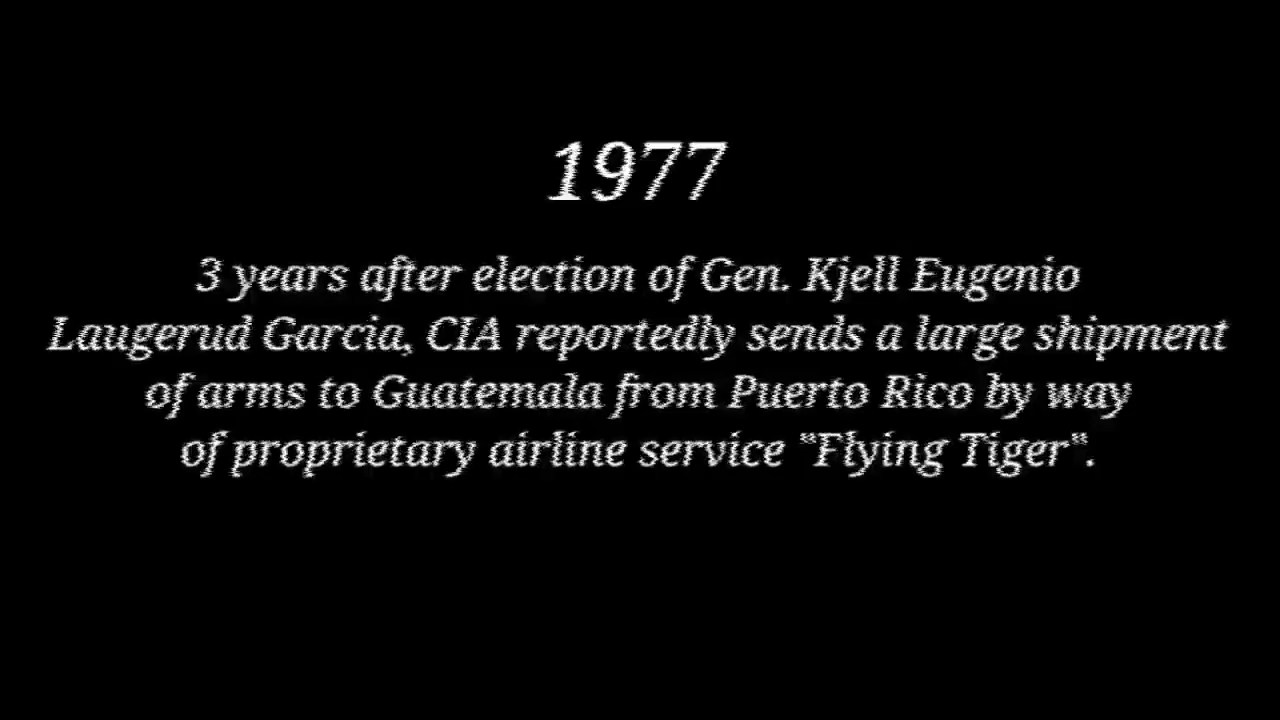 1977
3 years after election of Gen. Kjell Eugenio
Laugerud Garcia, CIA reportedly sends a large shipment
of arms to Guatemala from Puerto Rico by way
of proprietary airline service "Flying Tiger".